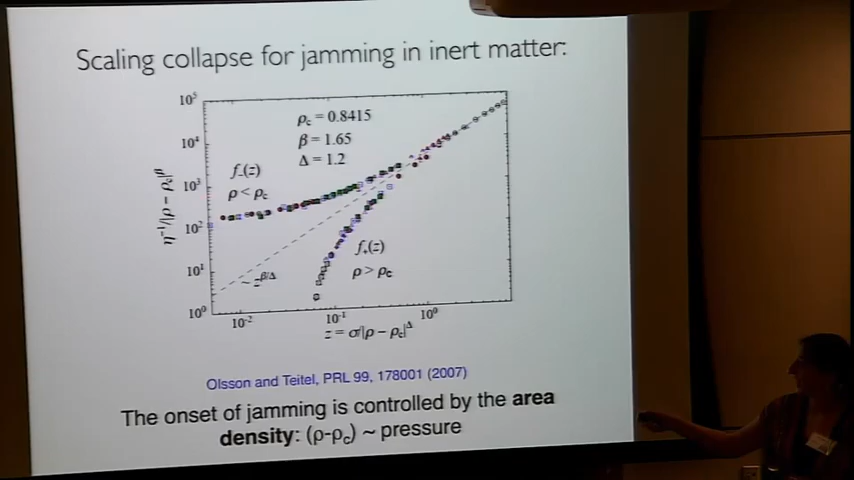 Scaling collapse for jamming in inert matter:
10⁵
10⁴
10³
10²
10¹
10⁰
η⁻¹/|ρ − ρc|^β
ρc = 0.8415
β = 1.65
Δ = 1.2
f₋(z)
ρ < ρc
~ z^β/Δ
f₊(z)
ρ > ρc
10⁻²
10⁻¹
10⁰
z = σ/|ρ − ρc|^Δ
Olsson and Teitel, PRL 99, 178001 (2007)
The onset of jamming is controlled by the area
density: (ρ-ρc) ~ pressure